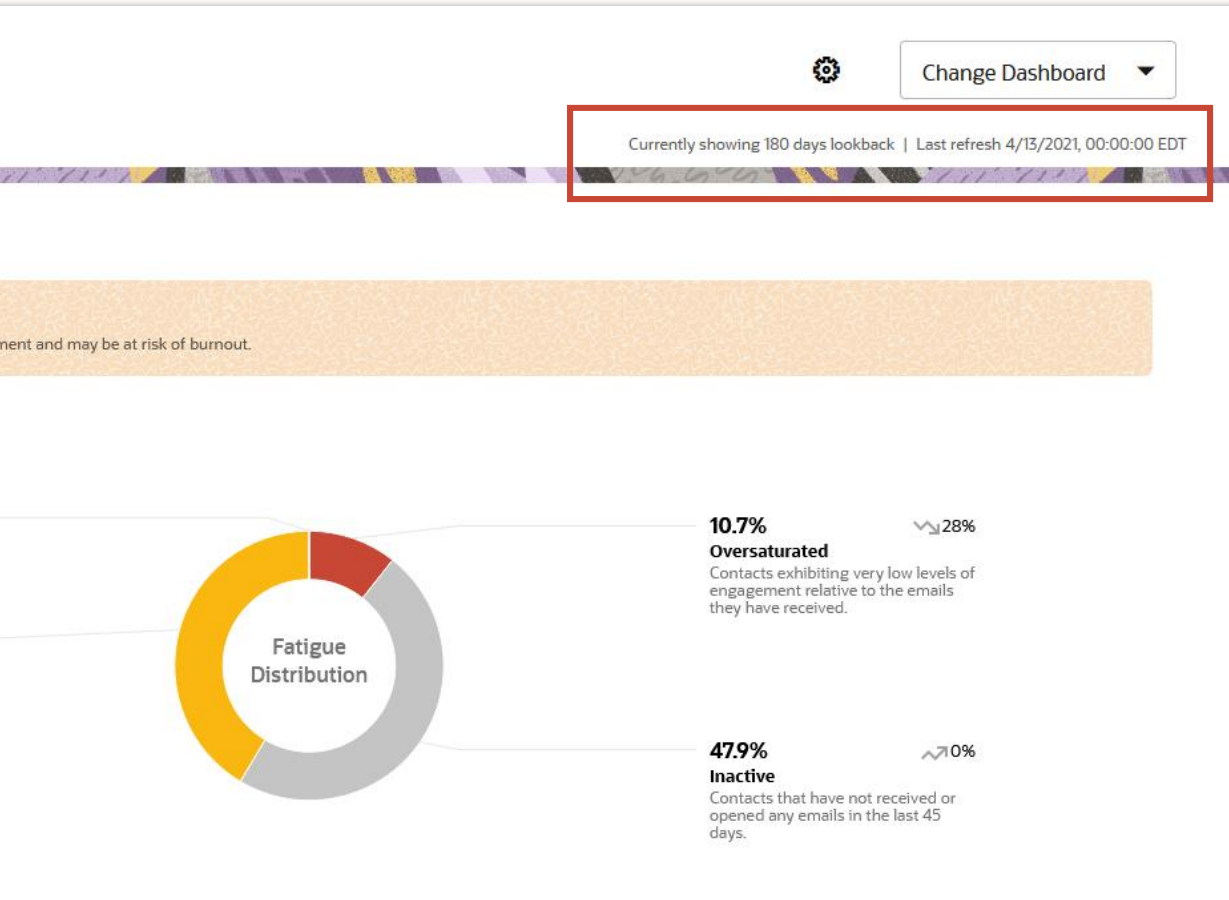 Change Dashboard
Currently showing 180 days lookback | Last refresh 4/13/2021, 00:00:00 EDT
ment and may be at risk of burnout.
Fatigue
Distribution
10.7%
28%
Oversaturated
Contacts exhibiting very low levels of
engagement relative to the emails
they have received.
47.9%
0%
Inactive
Contacts that have not received or
opened any emails in the last 45
days.